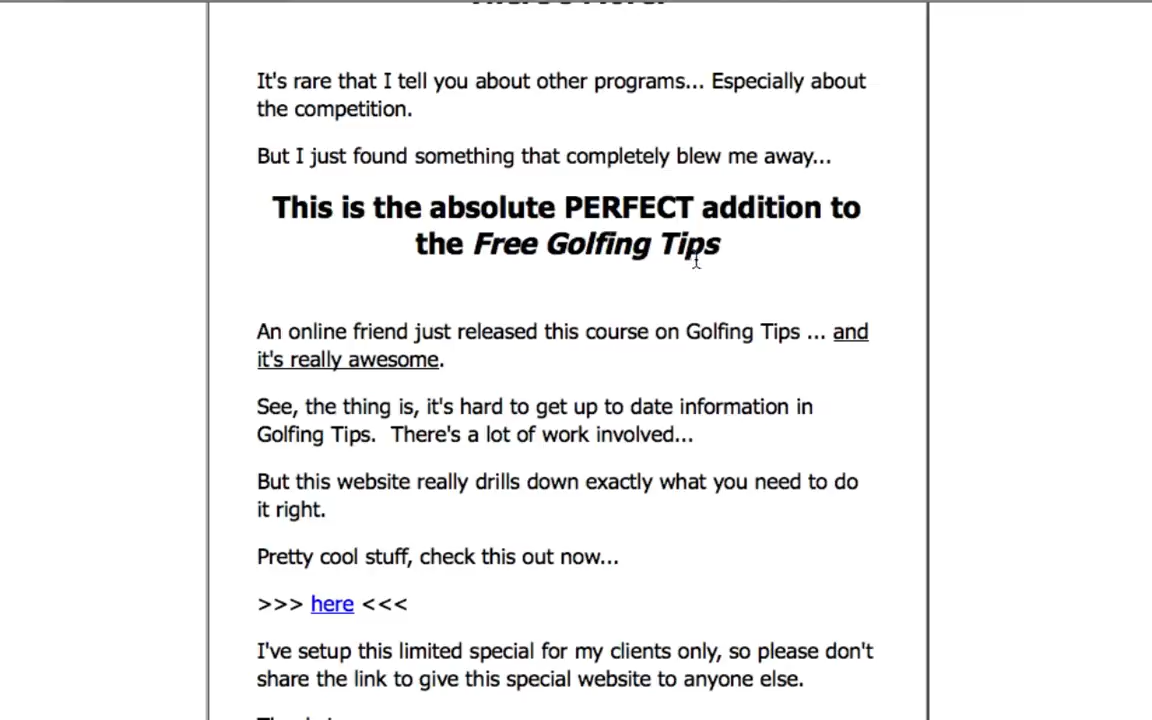 It's rare that I tell you about other programs... Especially about
the competition.
But I just found something that completely blew me away...
This is the absolute PERFECT addition to
the Free Golfing Tips
An online friend just released this course on Golfing Tips ... and
it's really awesome.
See, the thing is, it's hard to get up to date information in
Golfing Tips.  There's a lot of work involved...
But this website really drills down exactly what you need to do
it right.
Pretty cool stuff, check this out now...
>>> here <<<
I've setup this limited special for my clients only, so please don't
share the link to give this special website to anyone else.